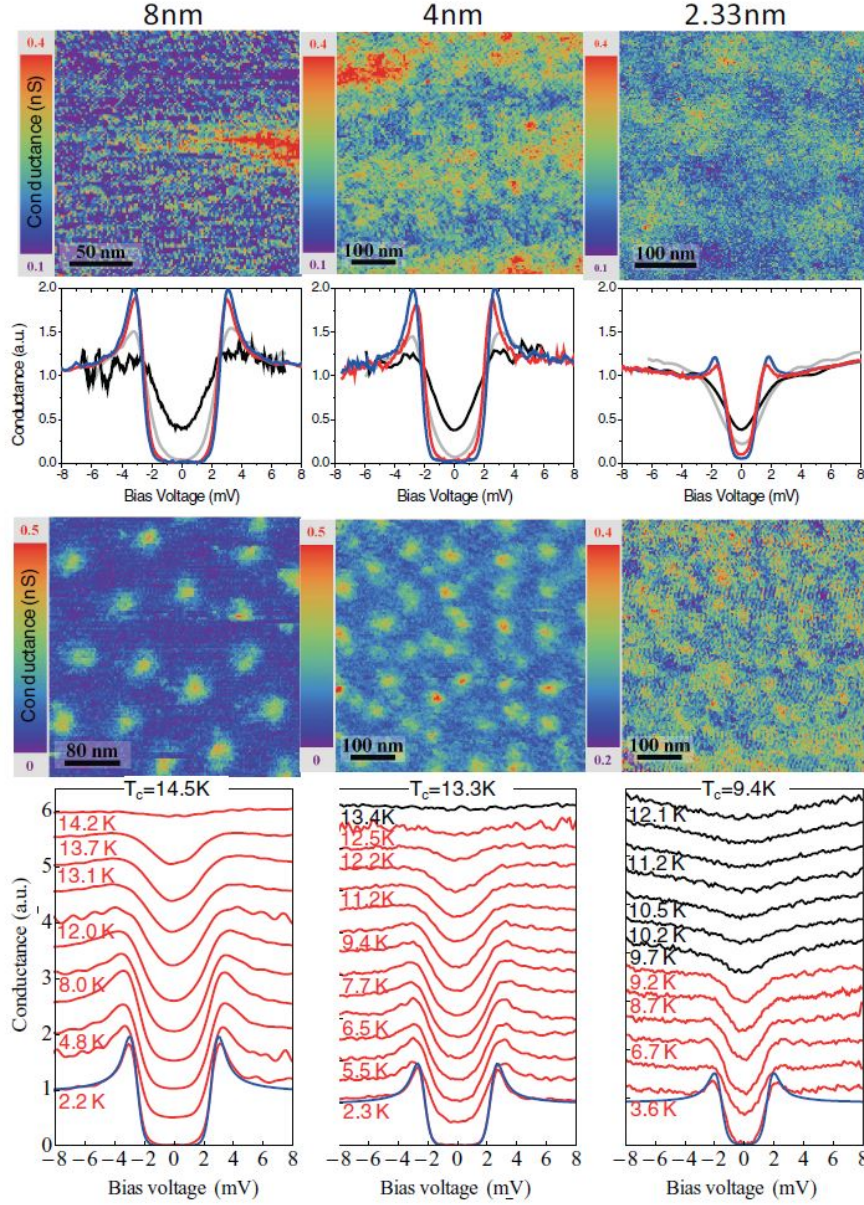 8nm 4nm 2.33nm
0.4 0.4 0.4
Conductance (nS)
50 nm 100 nm 100 nm
0.1 0.1 0.1
2.0 2.0 2.0
1.5 1.5 1.5
1.0 1.0 1.0
0.5 0.5 0.5
0.0 0.0 0.0
Conductance (a.u.)
-8 -6 -4 -2 0 2 4 6 8 -8 -6 -4 -2 0 2 4 6 8 -8 -6 -4 -2 0 2 4 6 8
Bias Voltage (mV) Bias Voltage (mV) Bias Voltage (mV)
0.5 0.5 0.4
Conductance (nS)
80 nm 100 nm 100 nm
0 0 0.2
Tc=14.5K Tc=13.3K Tc=9.4K
6
5
4
3
2
1
0
Conductance (a.u.)
14.2 K
13.7 K
13.1 K
12.0 K
8.0 K
4.8 K
2.2 K
13.4K
12.5K
12.2 K
11.2 K
9.4 K
7.7 K
6.5 K
5.5 K
2.3 K
12.1 K
11.2 K
10.5 K
10.2 K
9.7 K
9.2 K
8.7 K
6.7 K
3.6 K
−8 −6 −4 −2 0 2 4 6 8 −8 −6 −4 −2 0 2 4 6 8 −8 −6 −4 −2 0 2 4 6 8
Bias voltage (mV) Bias voltage (mV) Bias voltage (mV)